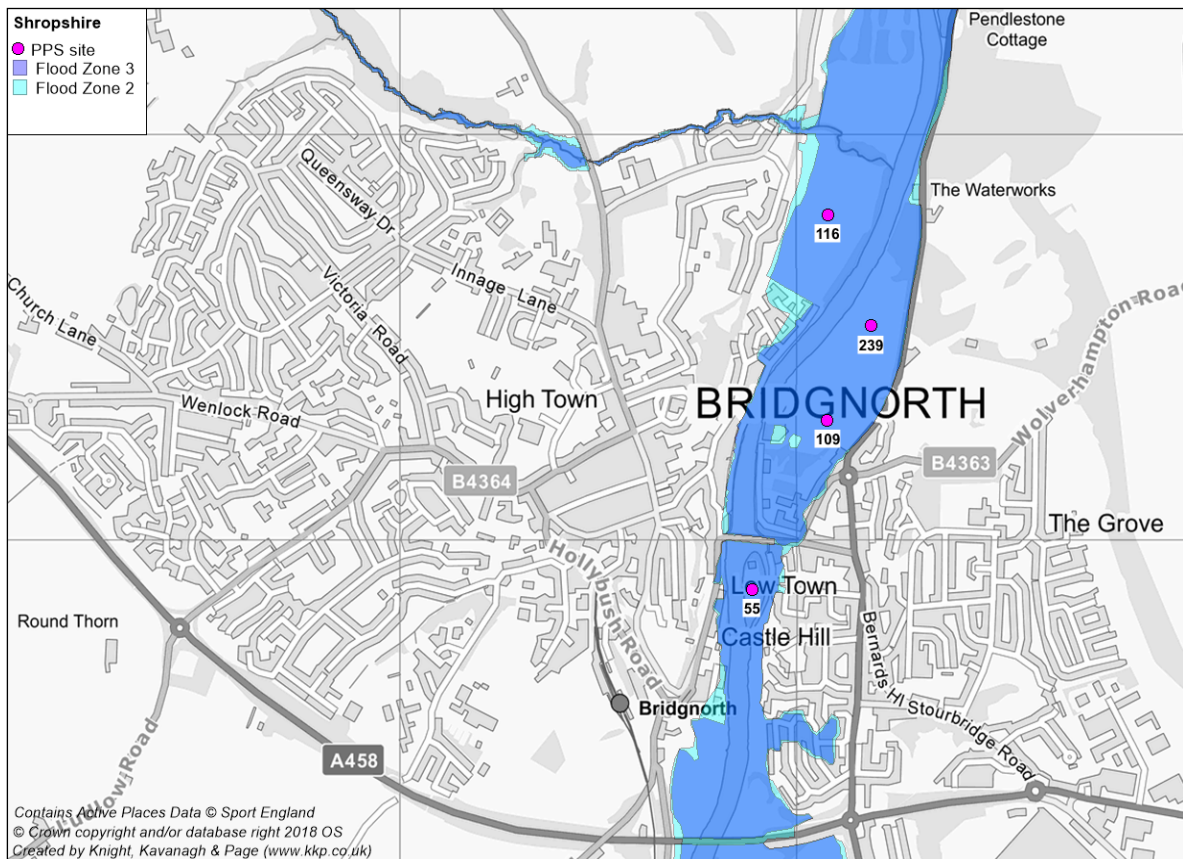 Shropshire
PPS site
Flood Zone 3
Flood Zone 2
Pendlestone
Cottage
Queensway Dr
The Waterworks
116
Innage Lane
Victoria Road
Church Lane
Wolverhampton Road
239
High Town
BRIDGNORTH
Wenlock Road
109
B4364
B4363
The Grove
Hollybush Road
Low Town
55
Round Thorn
Castle Hill
Bernards Hl
Stourbridge Road
Bridgnorth
A458
Ludlow Road
Contains Active Places Data © Sport England
© Crown copyright and/or database right 2018 OS
Created by Knight, Kavanagh & Page (www.kkp.co.uk)